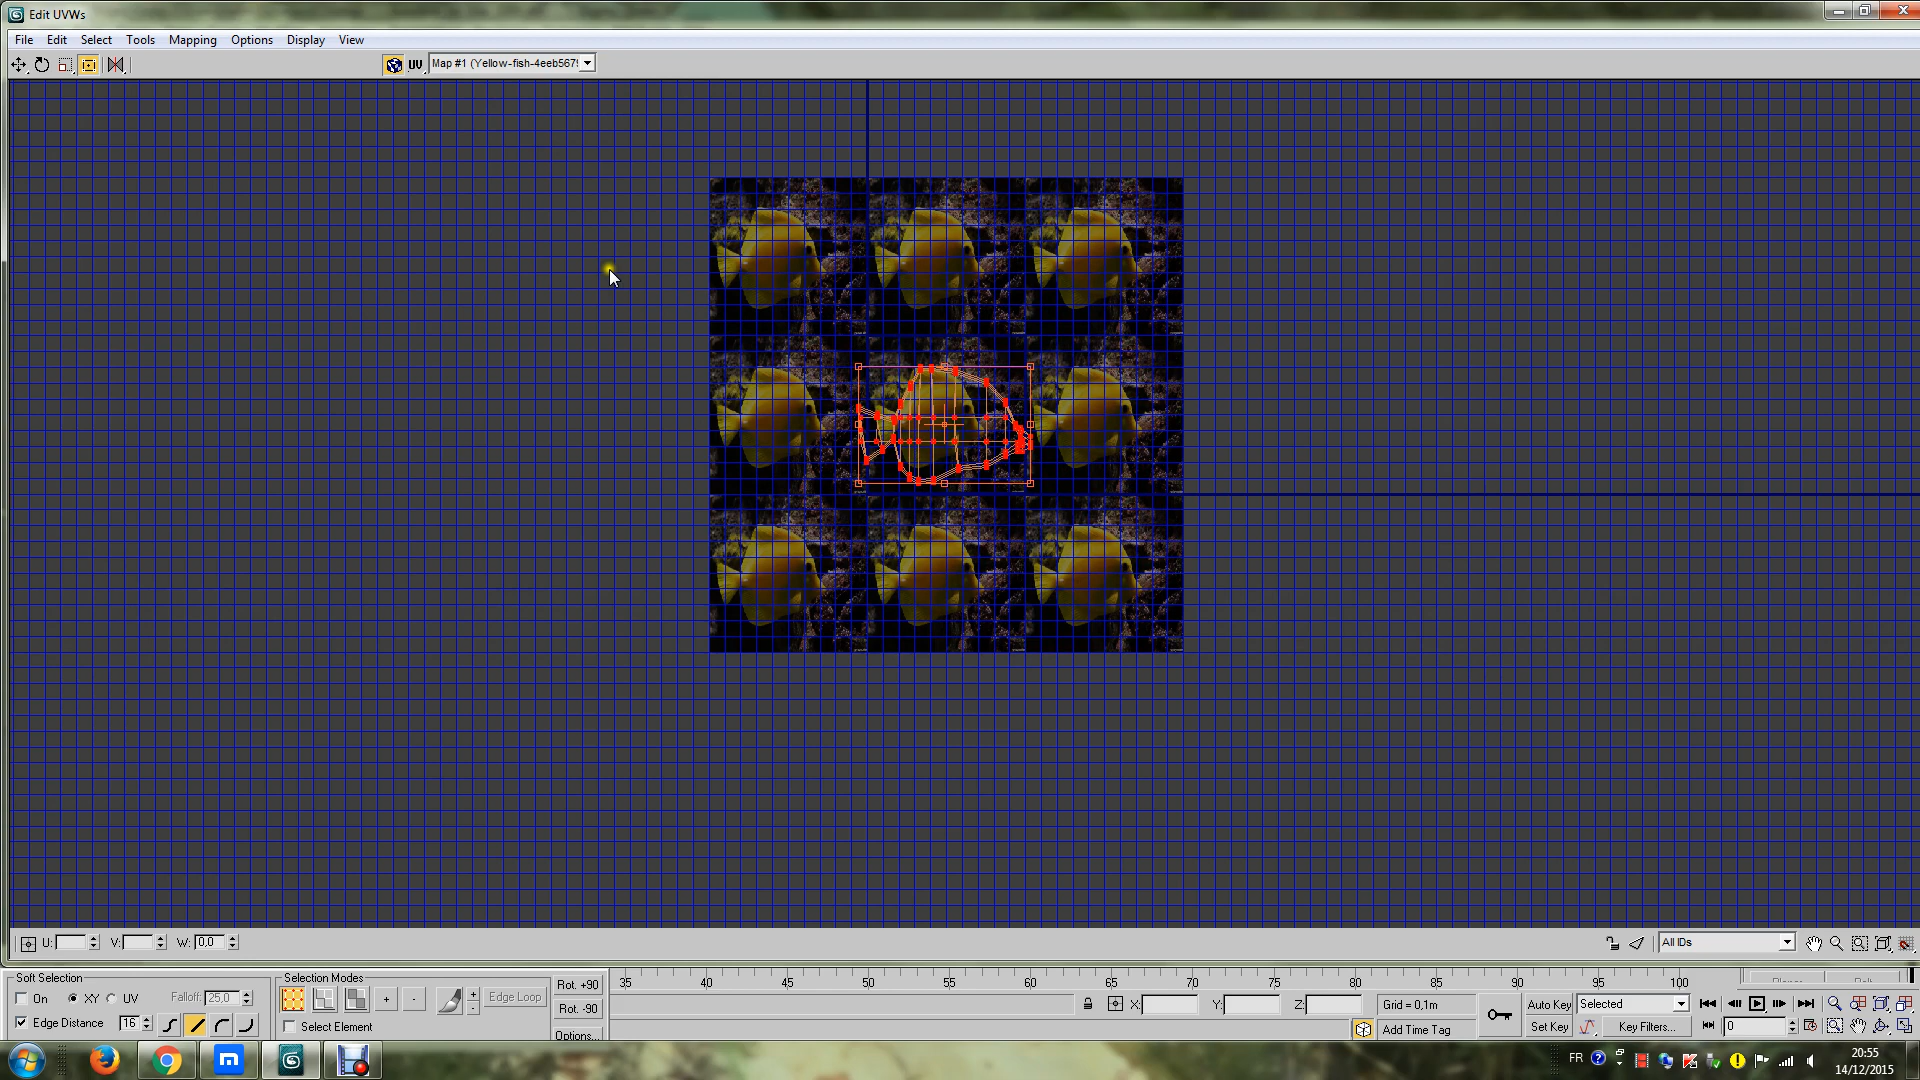 Edit UVWs
File Edit Select Tools Mapping Options Display View
UV Map #1 (Yellow-fish-4eeb567
U: V: W: 0,0
All IDs
Soft Selection
On XY UV Falloff: 25,0
Edge Distance 16
Selection Modes
+ - + - Edge Loop
Select Element
Rot. +90
Rot. -90
Options...
35 40 45 50 55 60 65 70 75 80 85 90 95 100
X: Y: Z: Grid = 0,1m
Add Time Tag
Auto Key Selected
Set Key Key Filters...
0
FR
20:55
14/12/2015